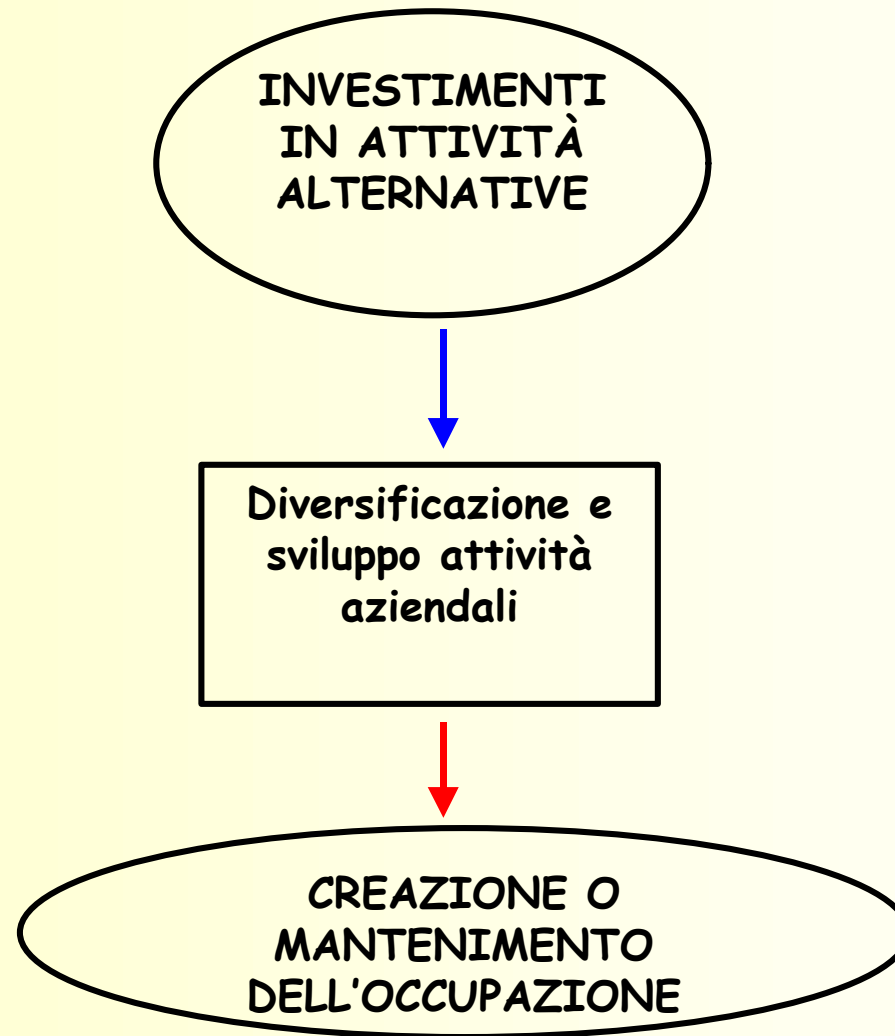 INVESTIMENTI
IN ATTIVITÀ
ALTERNATIVE
Diversificazione e
sviluppo attività
aziendali
CREAZIONE O
MANTENIMENTO
DELL’OCCUPAZIONE